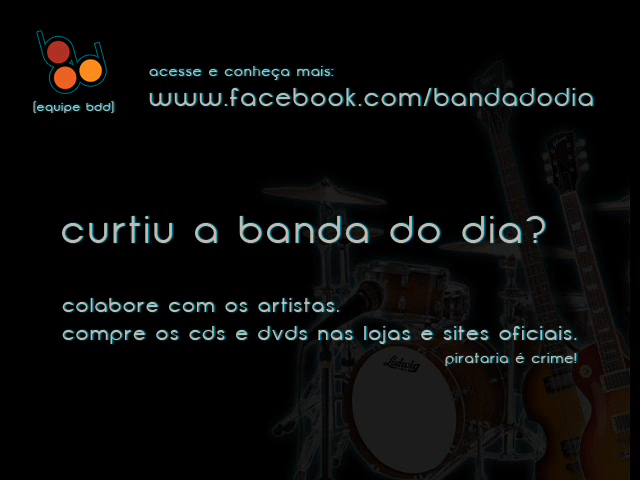 acesse e conheça mais:
www.facebook.com/bandadodia
[equipe bdd]
curtiu a banda do dia?
colabore com os artistas.
compre os cds e dvds nas lojas e sites oficiais.
pirataria é crime!
Ludwig